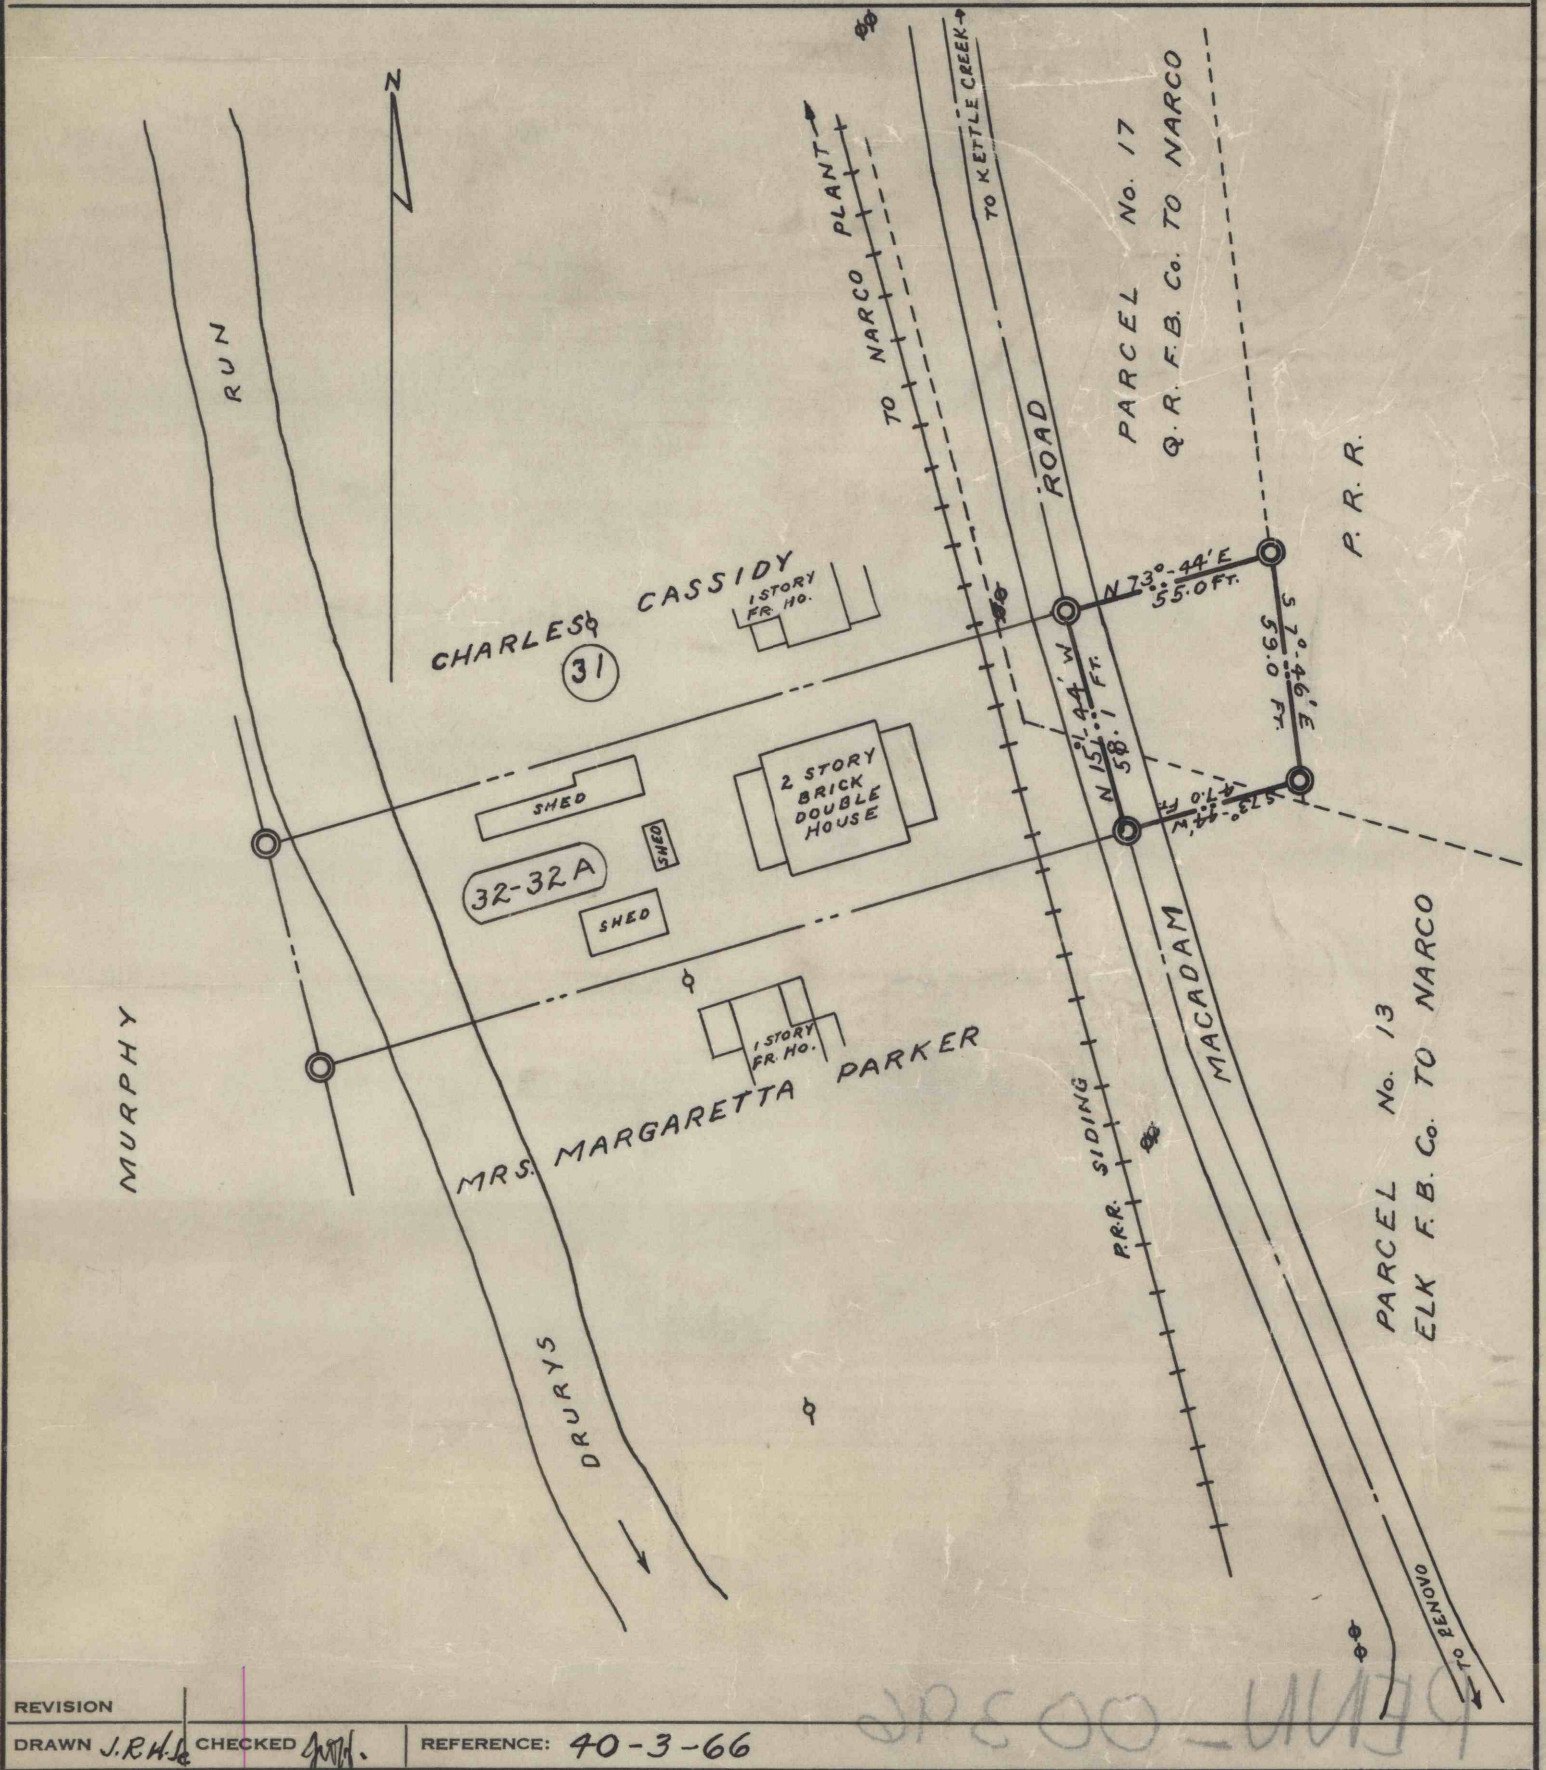 N
TO KETTLE CREEK
TO NARCO PLANT
PARCEL No. 17
Q. R. F. B. Co. TO NARCO
RUN
ROAD
P. R. R.
CHARLES CASSIDY
31
1 STORY
FR. HO.
N 73°-44' E
55.0 FT.
S 7°-46' E
59.0 FT.
N 15°-44' W
58.1 FT.
S 73°-44' W
47.0 FT.
2 STORY
BRICK
DOUBLE
HOUSE
SHED
SHED
32-32A
SHED
MACADAM
1 STORY
FR. HO.
MRS. MARGARETTA PARKER
MURPHY
P.R.R. SIDING
PARCEL No. 13
ELK F. B. Co. TO NARCO
DRURYS
TO RENOVO
REVISION
DRAWN J.R.H.
CHECKED
REFERENCE: 40-3-66